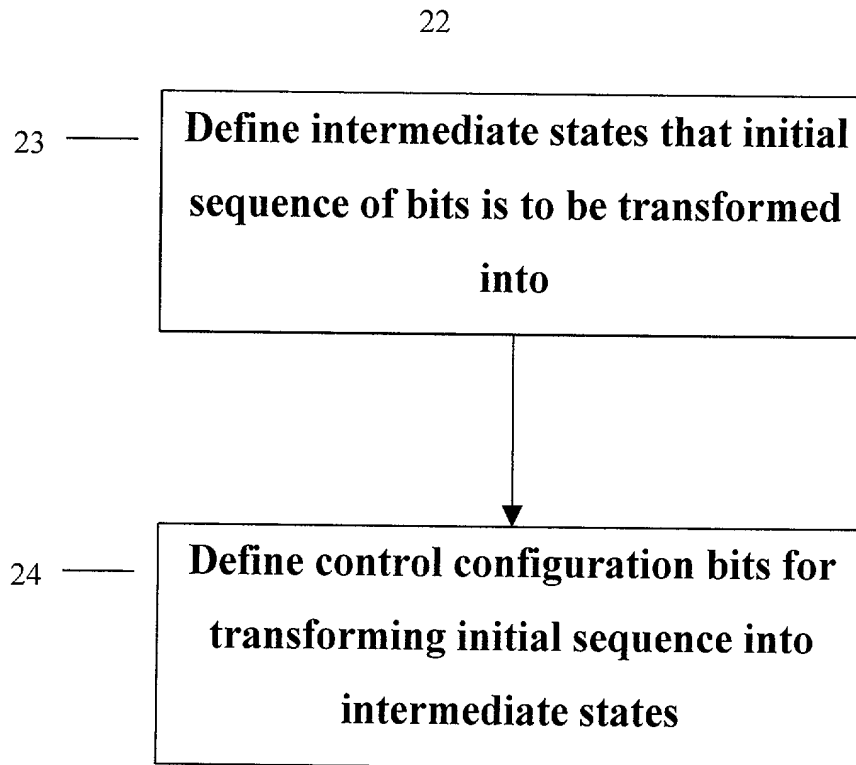 22
23
Define intermediate states that initial
sequence of bits is to be transformed
into
24
Define control configuration bits for
transforming initial sequence into
intermediate states